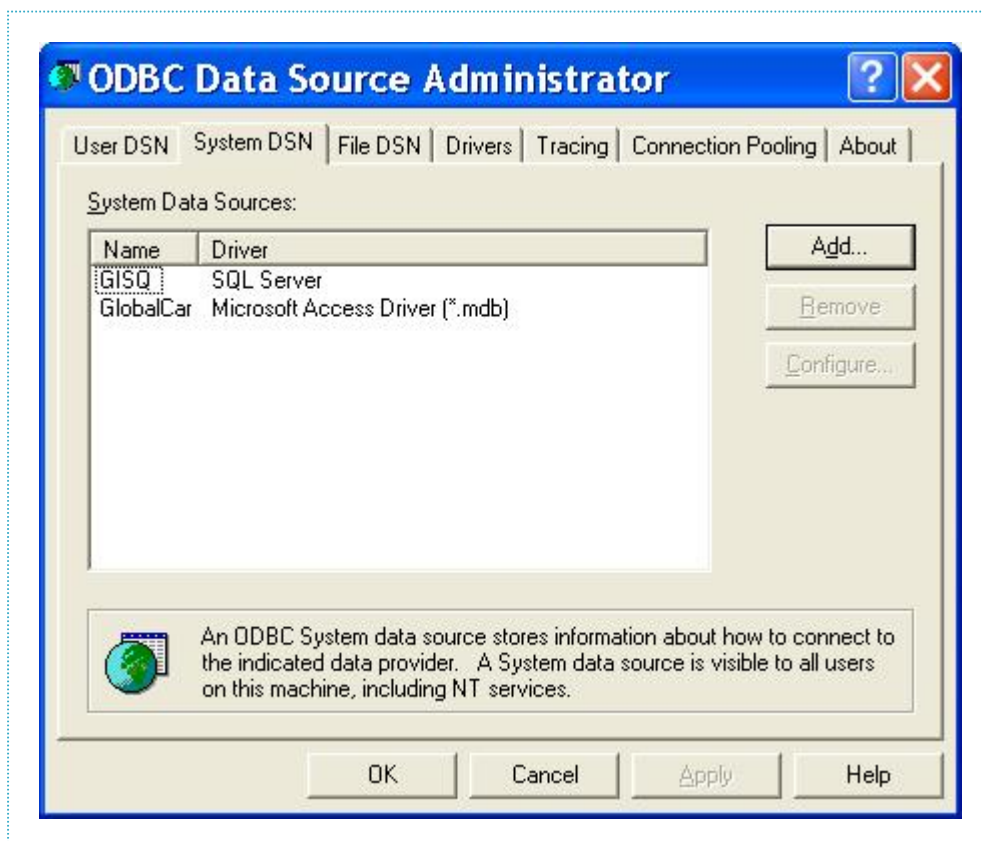 ODBC Data Source Administrator
?
User DSN System DSN File DSN Drivers Tracing Connection Pooling About
System Data Sources:
Name Driver
GISQ SQL Server
GlobalCar Microsoft Access Driver (*.mdb)
Add...
Remove
Configure...
An ODBC System data source stores information about how to connect to
the indicated data provider. A System data source is visible to all users
on this machine, including NT services.
OK Cancel Apply Help